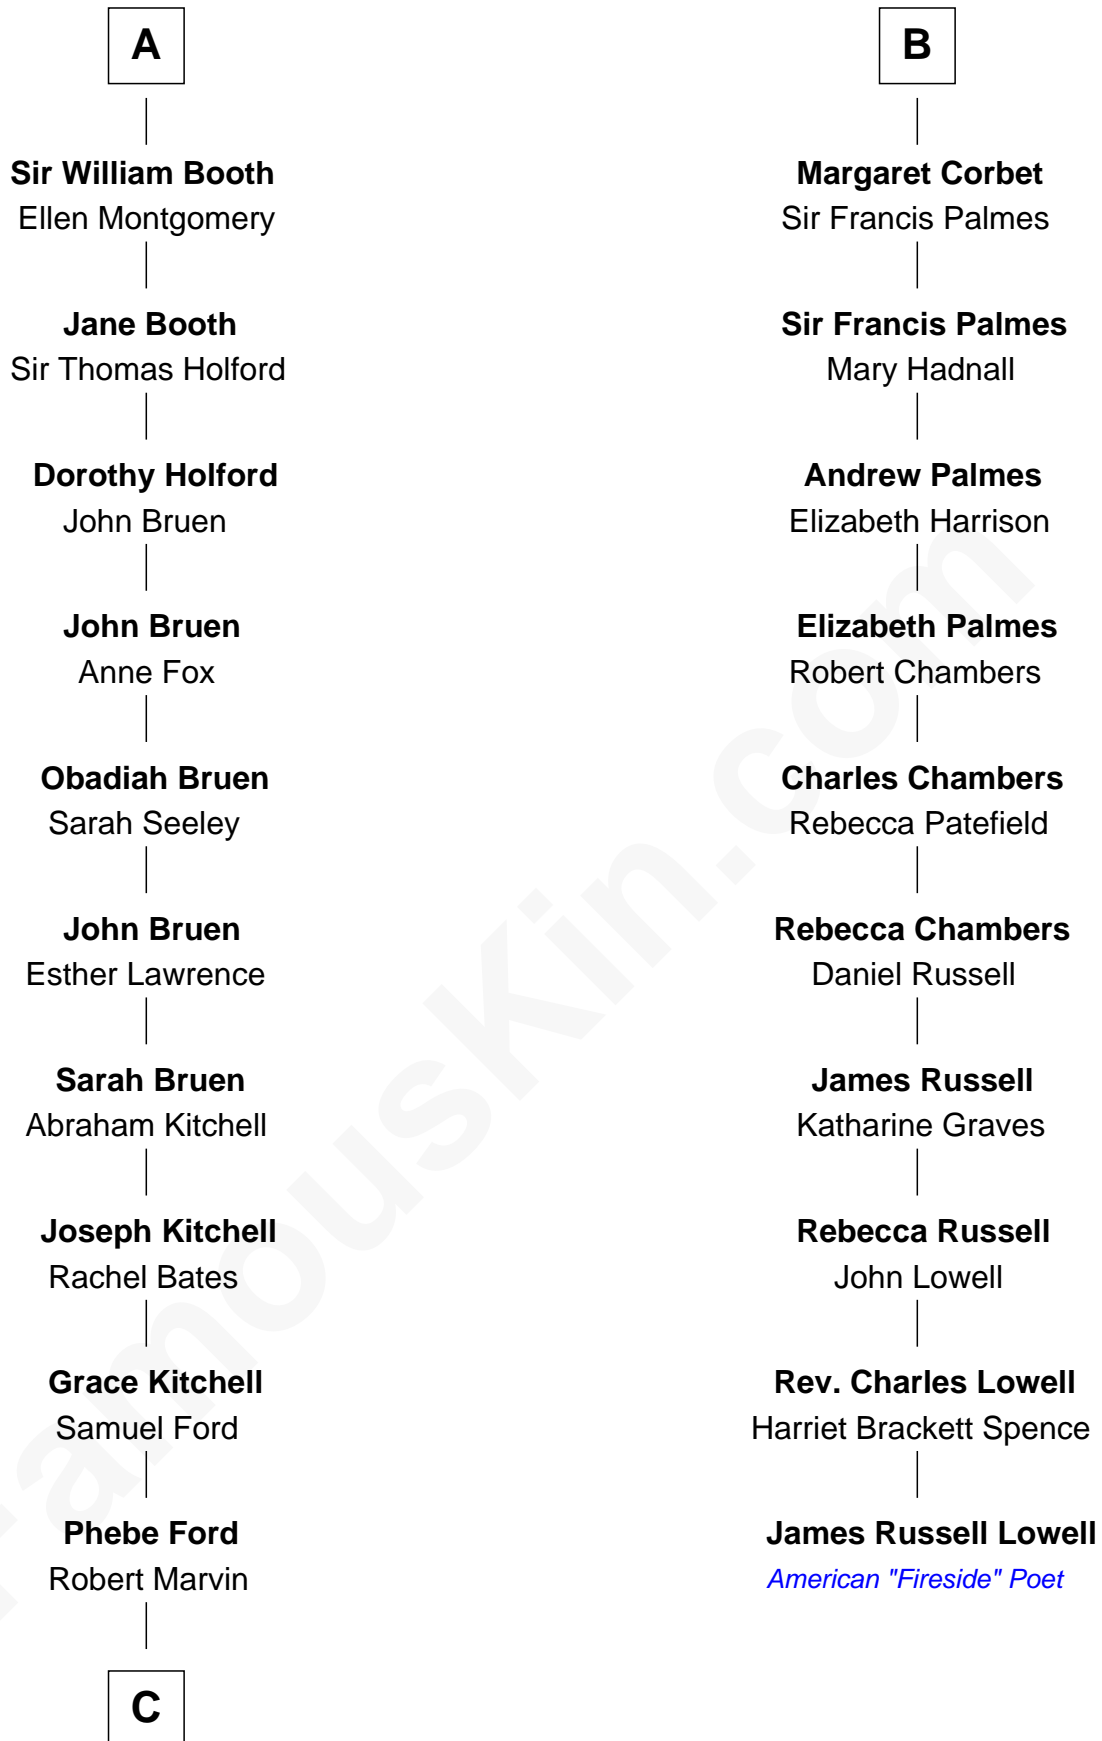 A
Sir William Booth
Ellen Montgomery
Jane Booth
Sir Thomas Holford
Dorothy Holford
John Bruen
John Bruen
Anne Fox
Obadiah Bruen
Sarah Seeley
John Bruen
Esther Lawrence
Sarah Bruen
Abraham Kitchell
Joseph Kitchell
Rachel Bates
Grace Kitchell
Samuel Ford
Phebe Ford
Robert Marvin
C
B
Margaret Corbet
Sir Francis Palmes
Sir Francis Palmes
Mary Hadnall
Andrew Palmes
Elizabeth Harrison
Elizabeth Palmes
Robert Chambers
Charles Chambers
Rebecca Patefield
Rebecca Chambers
Daniel Russell
James Russell
Katharine Graves
Rebecca Russell
John Lowell
Rev. Charles Lowell
Harriet Brackett Spence
James Russell Lowell
American "Fireside" Poet
FamousKin.com